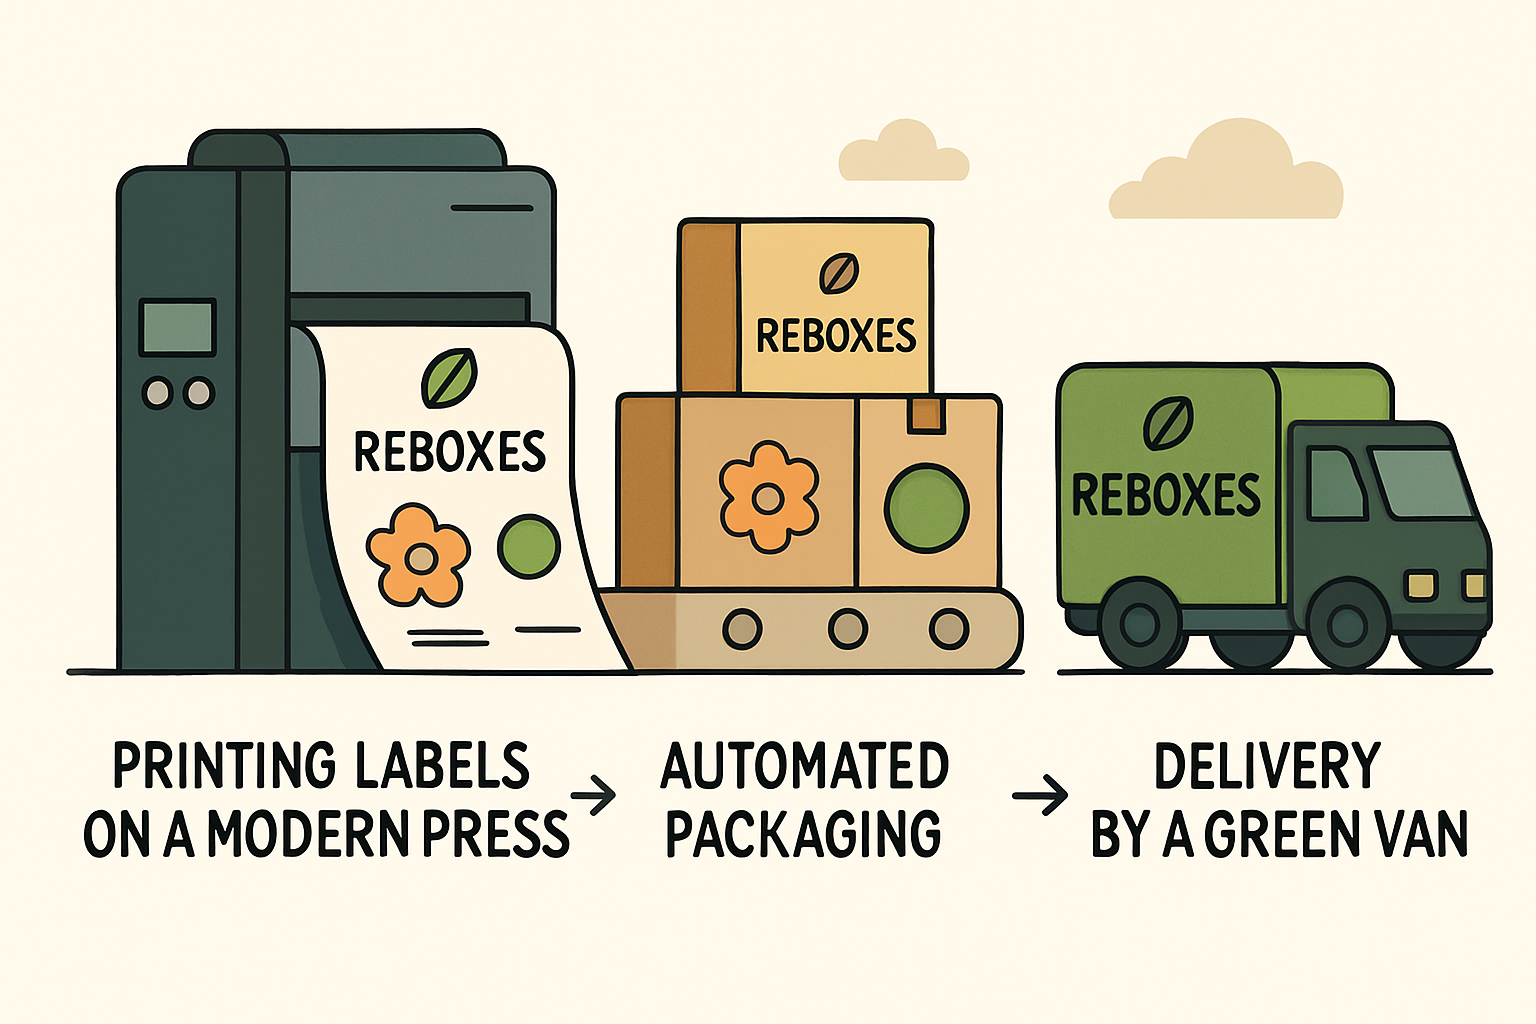 REBOXES
REBOXES
REBOXES
PRINTING LABELS
ON A MODERN PRESS
→
AUTOMATED
PACKAGING
→
DELIVERY
BY A GREEN VAN